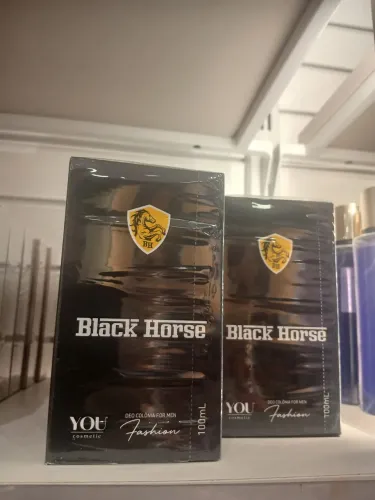 BH
Black Horse
DEO COLONIA FOR MEN
YOU
cosmetic
Fashion
100mL
BH
Black Horse
DEO COLONIA FOR MEN
YOU
cosmetic
Fashion
100mL